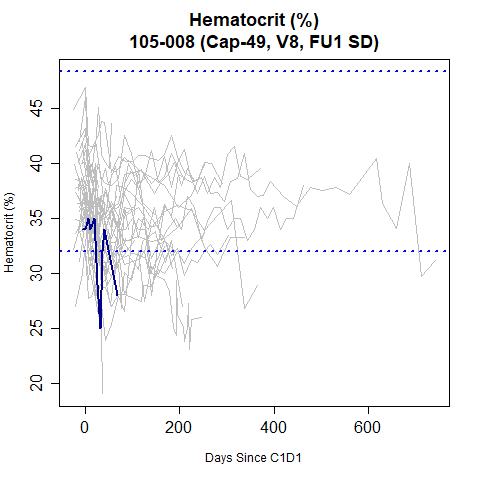 Hematocrit (%)
105-008 (Cap-49, V8, FU1 SD)
Hematocrit (%)
45
40
35
30
25
20
0
200
400
600
Days Since C1D1